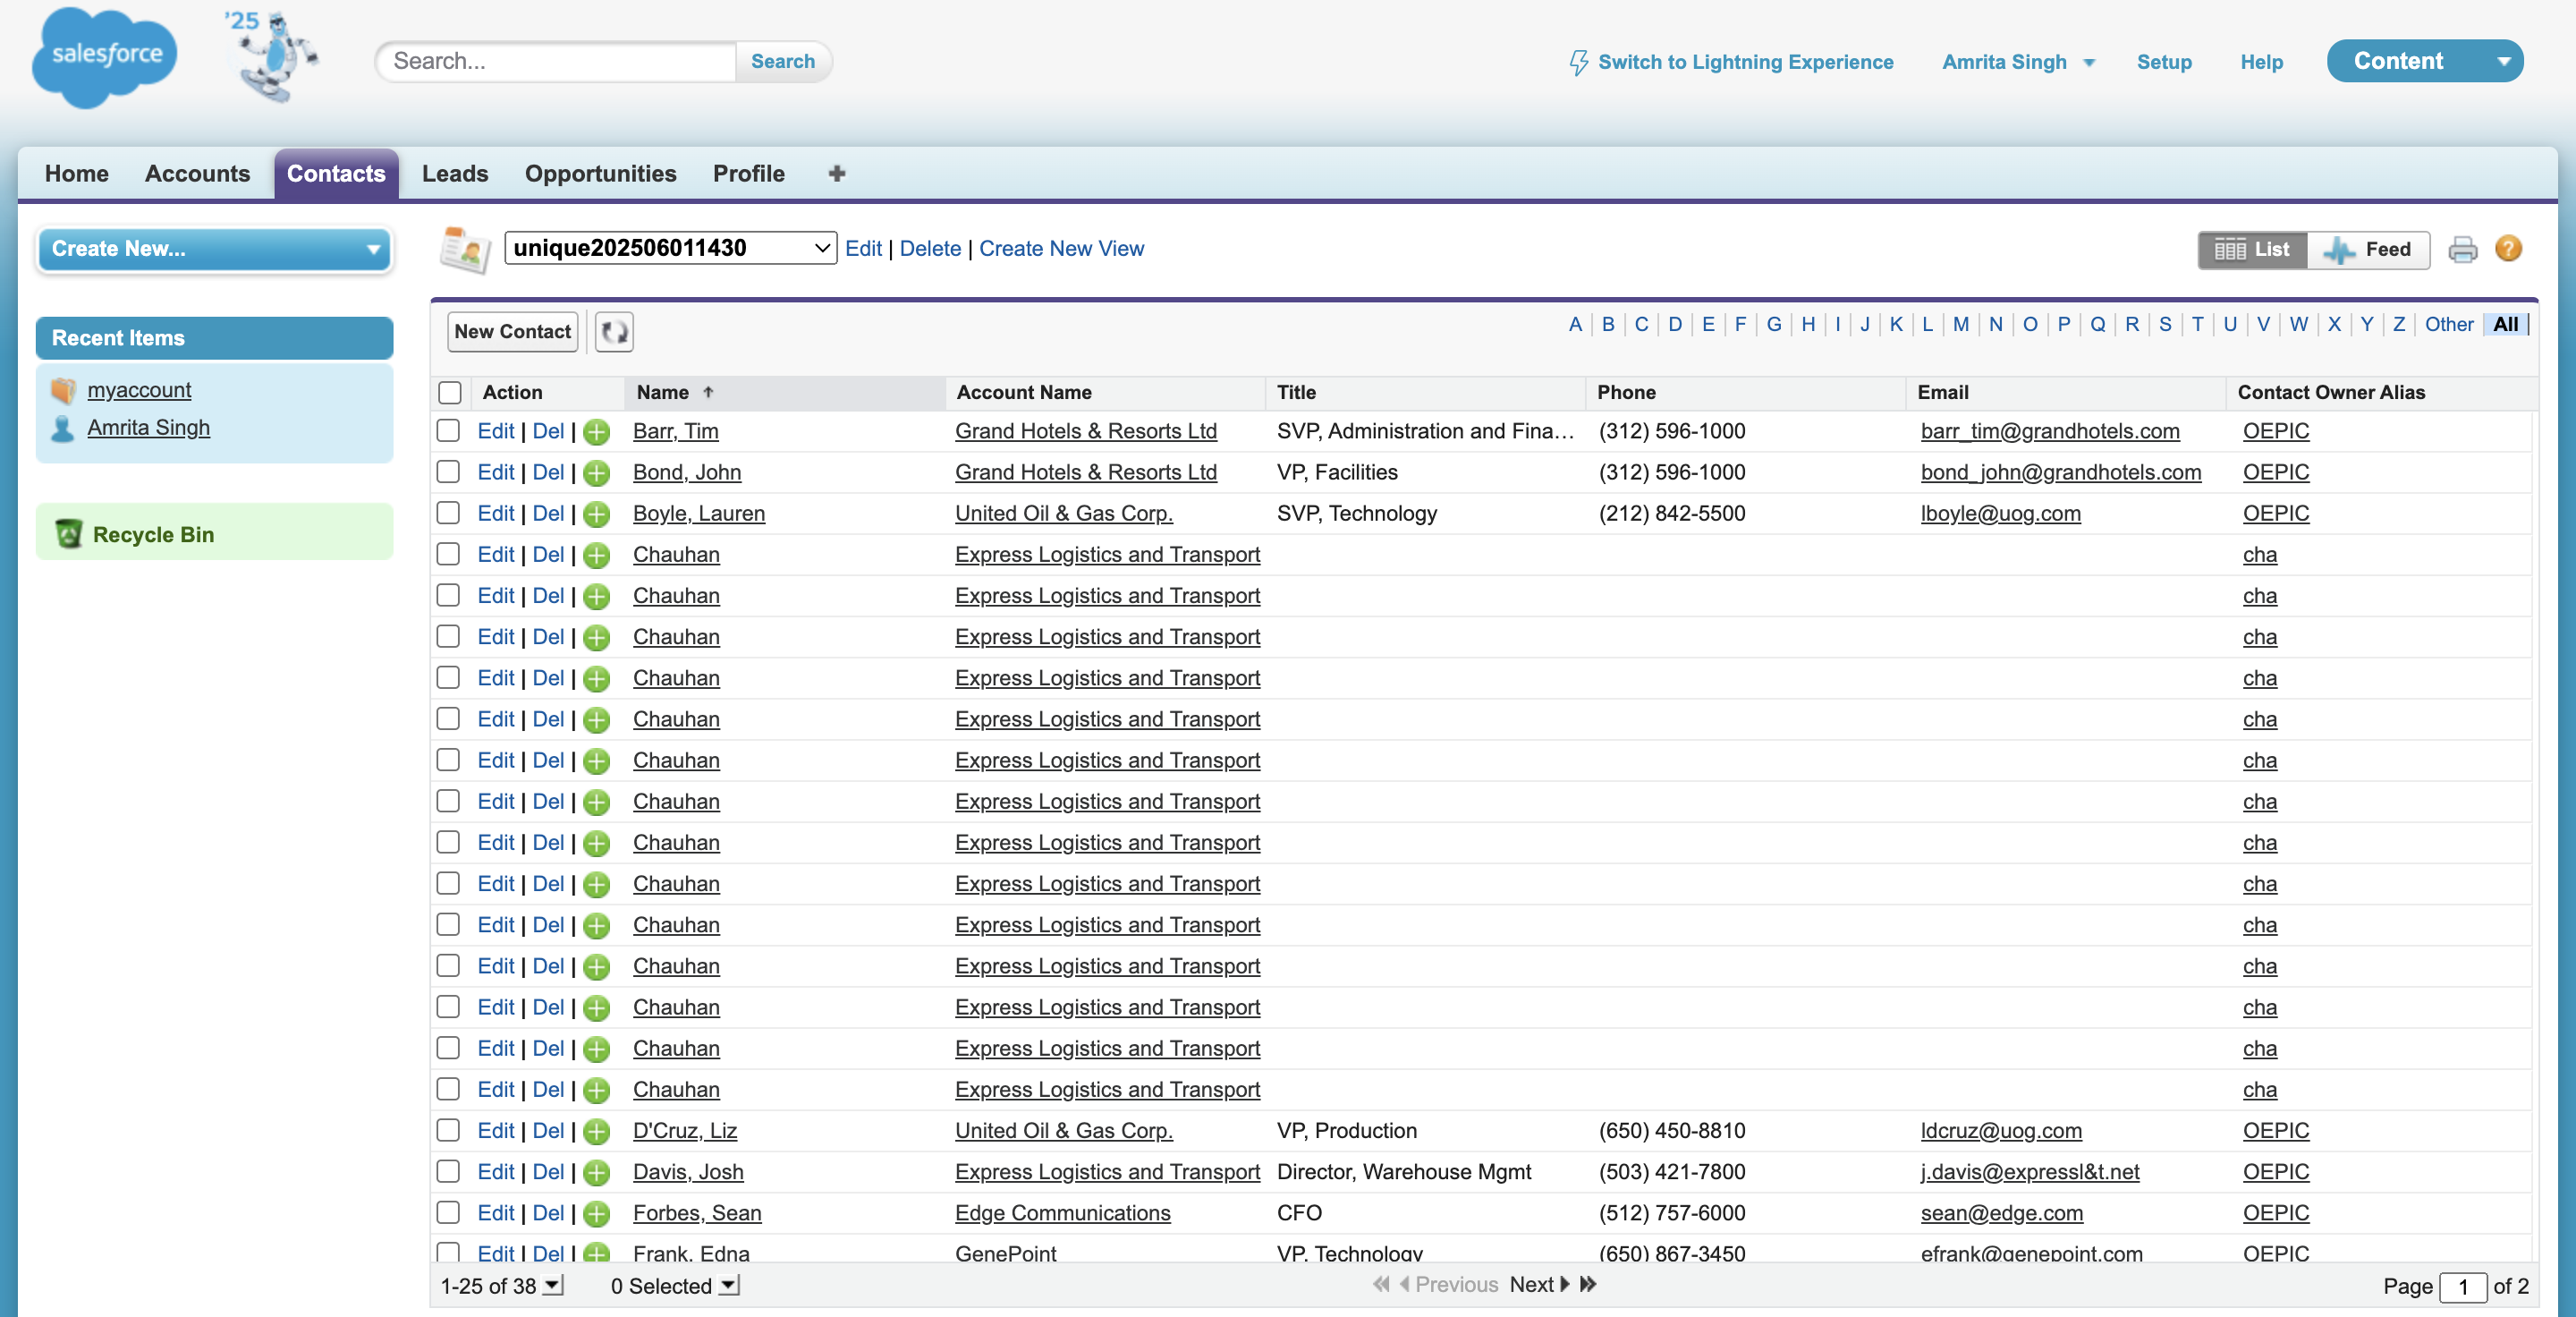 salesforce '25 Search... Search Switch to Lightning Experience Amrita Singh Setup Help Content
Home Accounts Contacts Leads Opportunities Profile
Create New...
Recent Items
myaccount
Amrita Singh
Recycle Bin
unique202506011430 Edit | Delete | Create New View List Feed ?
New Contact A | B | C | D | E | F | G | H | I | J | K | L | M | N | O | P | Q | R | S | T | U | V | W | X | Y | Z | Other | All
Action Name Account Name Title Phone Email Contact Owner Alias
Edit | Del | Barr, Tim Grand Hotels & Resorts Ltd SVP, Administration and Fina... (312) 596-1000 barr_tim@grandhotels.com OEPIC
Edit | Del | Bond, John Grand Hotels & Resorts Ltd VP, Facilities (312) 596-1000 bond_john@grandhotels.com OEPIC
Edit | Del | Boyle, Lauren United Oil & Gas Corp. SVP, Technology (212) 842-5500 lboyle@uog.com OEPIC
Edit | Del | Chauhan Express Logistics and Transport cha
Edit | Del | Chauhan Express Logistics and Transport cha
Edit | Del | Chauhan Express Logistics and Transport cha
Edit | Del | Chauhan Express Logistics and Transport cha
Edit | Del | Chauhan Express Logistics and Transport cha
Edit | Del | Chauhan Express Logistics and Transport cha
Edit | Del | Chauhan Express Logistics and Transport cha
Edit | Del | Chauhan Express Logistics and Transport cha
Edit | Del | Chauhan Express Logistics and Transport cha
Edit | Del | Chauhan Express Logistics and Transport cha
Edit | Del | Chauhan Express Logistics and Transport cha
Edit | Del | Chauhan Express Logistics and Transport cha
Edit | Del | Chauhan Express Logistics and Transport cha
Edit | Del | Chauhan Express Logistics and Transport cha
Edit | Del | D'Cruz, Liz United Oil & Gas Corp. VP, Production (650) 450-8810 ldcruz@uog.com OEPIC
Edit | Del | Davis, Josh Express Logistics and Transport Director, Warehouse Mgmt (503) 421-7800 j.davis@expressl&t.net OEPIC
Edit | Del | Forbes, Sean Edge Communications CFO (512) 757-6000 sean@edge.com OEPIC
Edit | Del | Frank, Edna GenePoint VP, Technology (650) 867-3450 efrank@genepoint.com OEPIC
1-25 of 38 0 Selected Previous Next Page 1 of 2